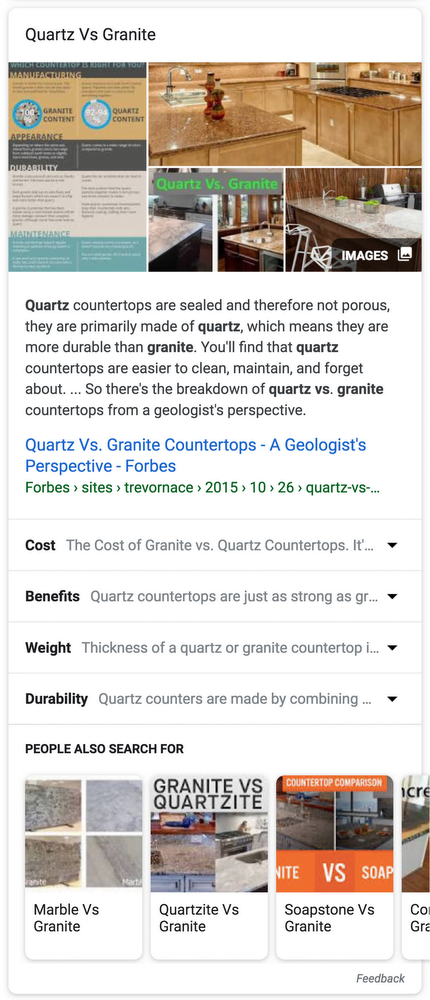 Quartz Vs Granite
WHICH COUNTERTOP IS RIGHT FOR YOU?
MANUFACTURING
100%
GRANITE
CONTENT
92-94
%
QUARTZ
CONTENT
APPEARANCE
DURABILITY
MAINTENANCE
Quartz Vs. Granite
IMAGES
Quartz countertops are sealed and therefore not porous,
they are primarily made of quartz, which means they are
more durable than granite. You'll find that quartz
countertops are easier to clean, maintain, and forget
about. ... So there's the breakdown of quartz vs. granite
countertops from a geologist's perspective.
Quartz Vs. Granite Countertops - A Geologist's
Perspective - Forbes
Forbes › sites › trevornace › 2015 › 10 › 26 › quartz-vs-...
Cost The Cost of Granite vs. Quartz Countertops. It'...
Benefits Quartz countertops are just as strong as gr...
Weight Thickness of a quartz or granite countertop i...
Durability Quartz counters are made by combining ...
PEOPLE ALSO SEARCH FOR
ranite
Marbl
GRANITE VS
QUARTZITE
COUNTERTOP COMPARISON
NITE VS SOAP
ncre
Marble Vs
Granite
Quartzite Vs
Granite
Soapstone Vs
Granite
Co
Gra
Feedback